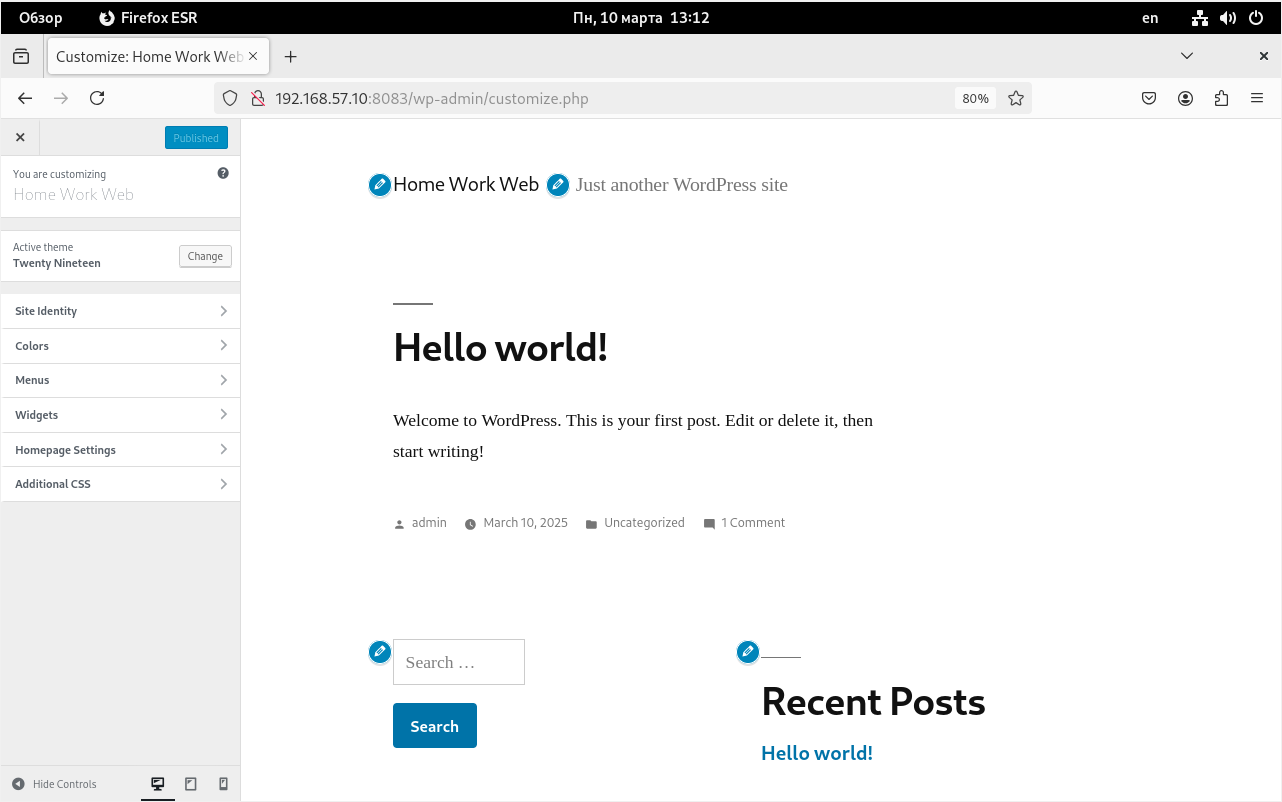 Обзор Firefox ESR Пн, 10 марта 13:12 en
Customize: Home Work Web
192.168.57.10:8083/wp-admin/customize.php 80%
Published
You are customizing
Home Work Web
Active theme
Twenty Nineteen
Change
Site Identity
Colors
Menus
Widgets
Homepage Settings
Additional CSS
Hide Controls
Home Work Web Just another WordPress site
Hello world!
Welcome to WordPress. This is your first post. Edit or delete it, then
start writing!
admin March 10, 2025 Uncategorized 1 Comment
Search …
Search
Recent Posts
Hello world!